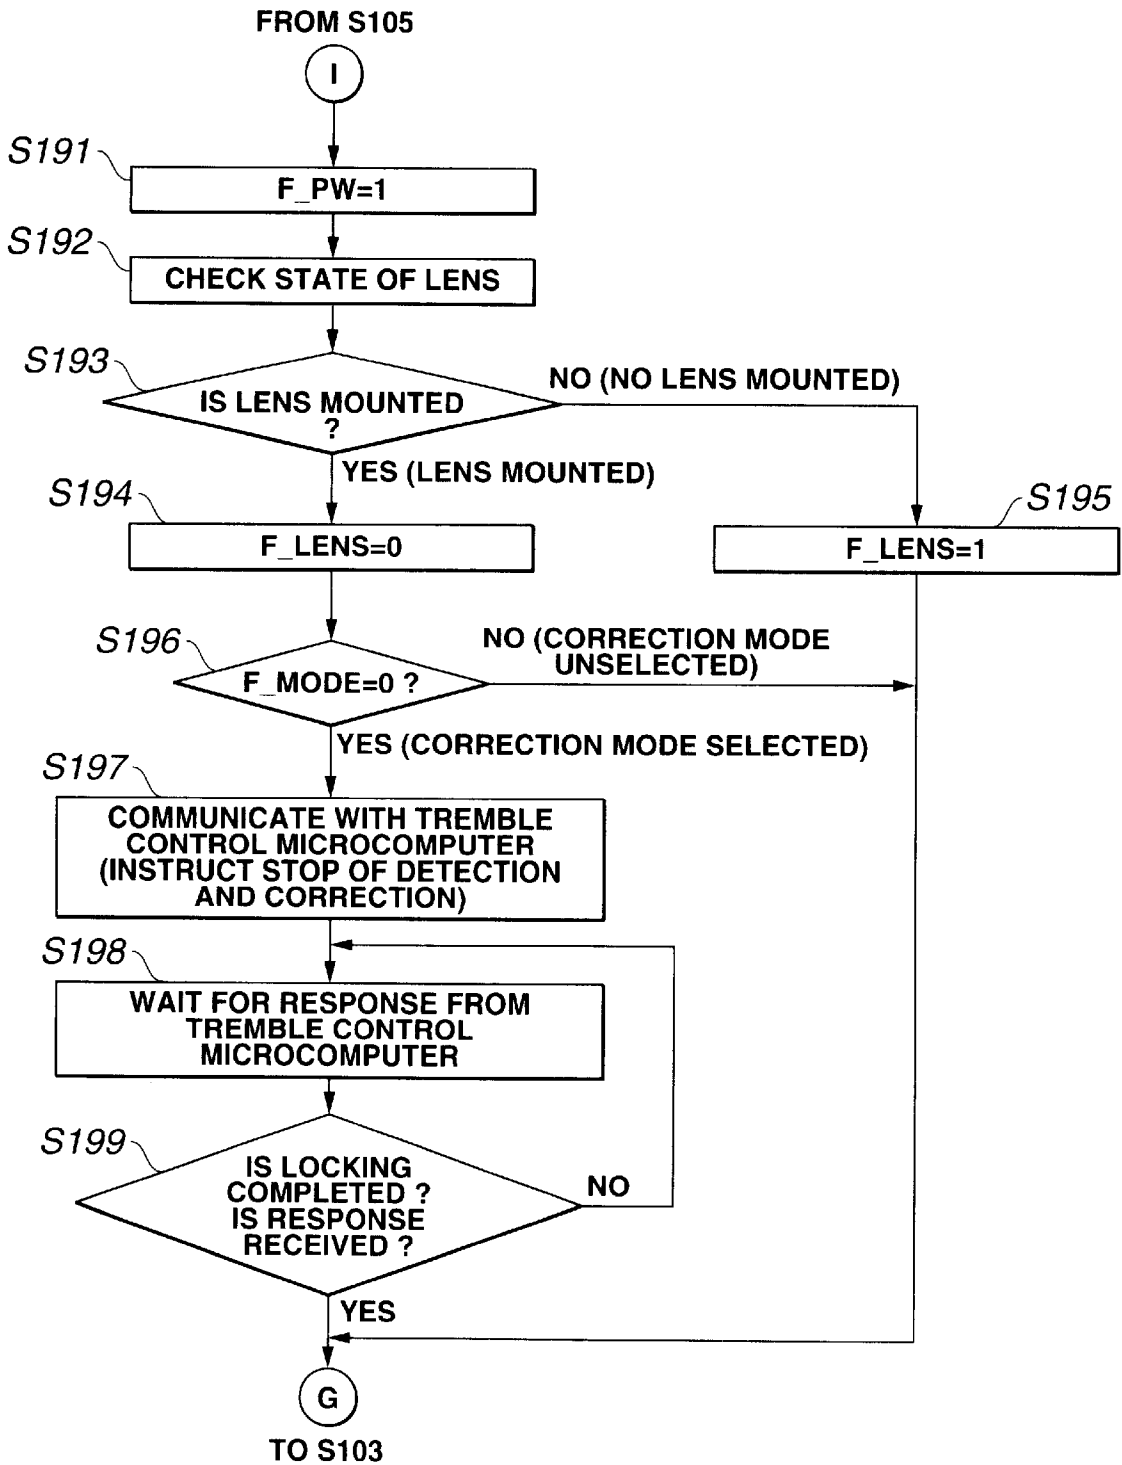 FROM S105
I
S191
F_PW=1
S192
CHECK STATE OF LENS
S193
IS LENS MOUNTED
?
NO (NO LENS MOUNTED)
YES (LENS MOUNTED)
S194
F_LENS=0
S195
F_LENS=1
S196
F_MODE=0 ?
NO (CORRECTION MODE
UNSELECTED)
YES (CORRECTION MODE SELECTED)
S197
COMMUNICATE WITH TREMBLE
CONTROL MICROCOMPUTER
(INSTRUCT STOP OF DETECTION
AND CORRECTION)
S198
WAIT FOR RESPONSE FROM
TREMBLE CONTROL
MICROCOMPUTER
S199
IS LOCKING
COMPLETED ?
IS RESPONSE
RECEIVED ?
NO
YES
G
TO S103